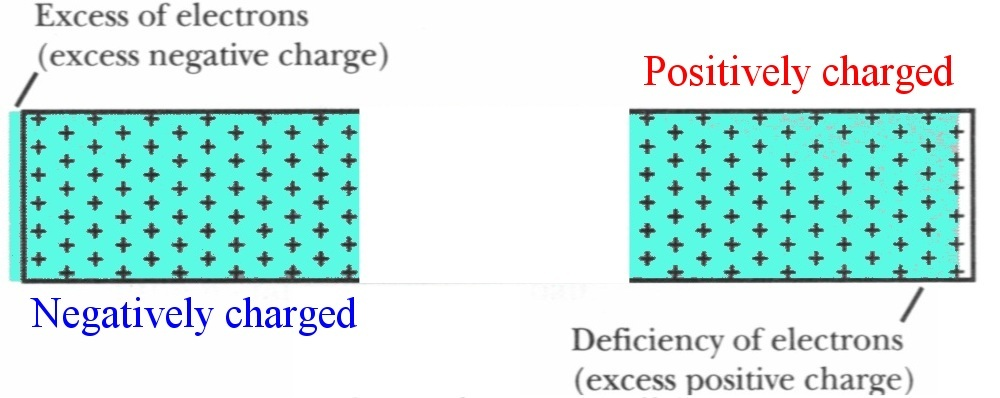 Excess of electrons
(excess negative charge)
Positively charged
Negatively charged
Deficiency of electrons
(excess positive charge)